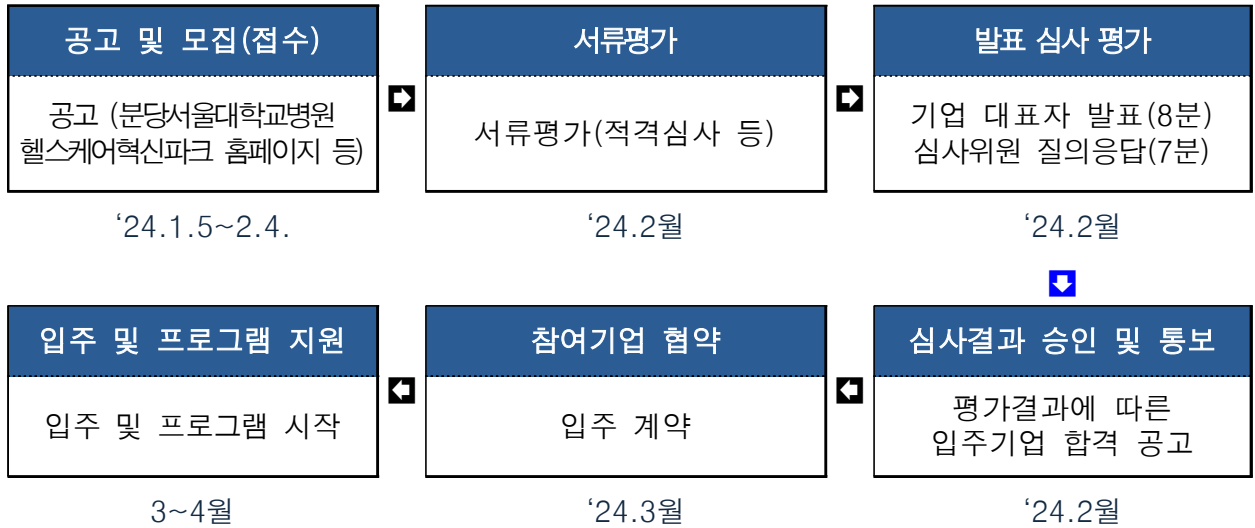 공고 및 모집(접수)
공고 (분당서울대학교병원
헬스케어혁신파크 홈페이지 등)
‘24.1.5~2.4.
서류평가
서류평가(적격심사 등)
‘24.2월
발표 심사 평가
기업 대표자 발표(8분)
심사위원 질의응답(7분)
‘24.2월
심사결과 승인 및 통보
평가결과에 따른
입주기업 합격 공고
‘24.2월
참여기업 협약
입주 계약
‘24.3월
입주 및 프로그램 지원
입주 및 프로그램 시작
3~4월